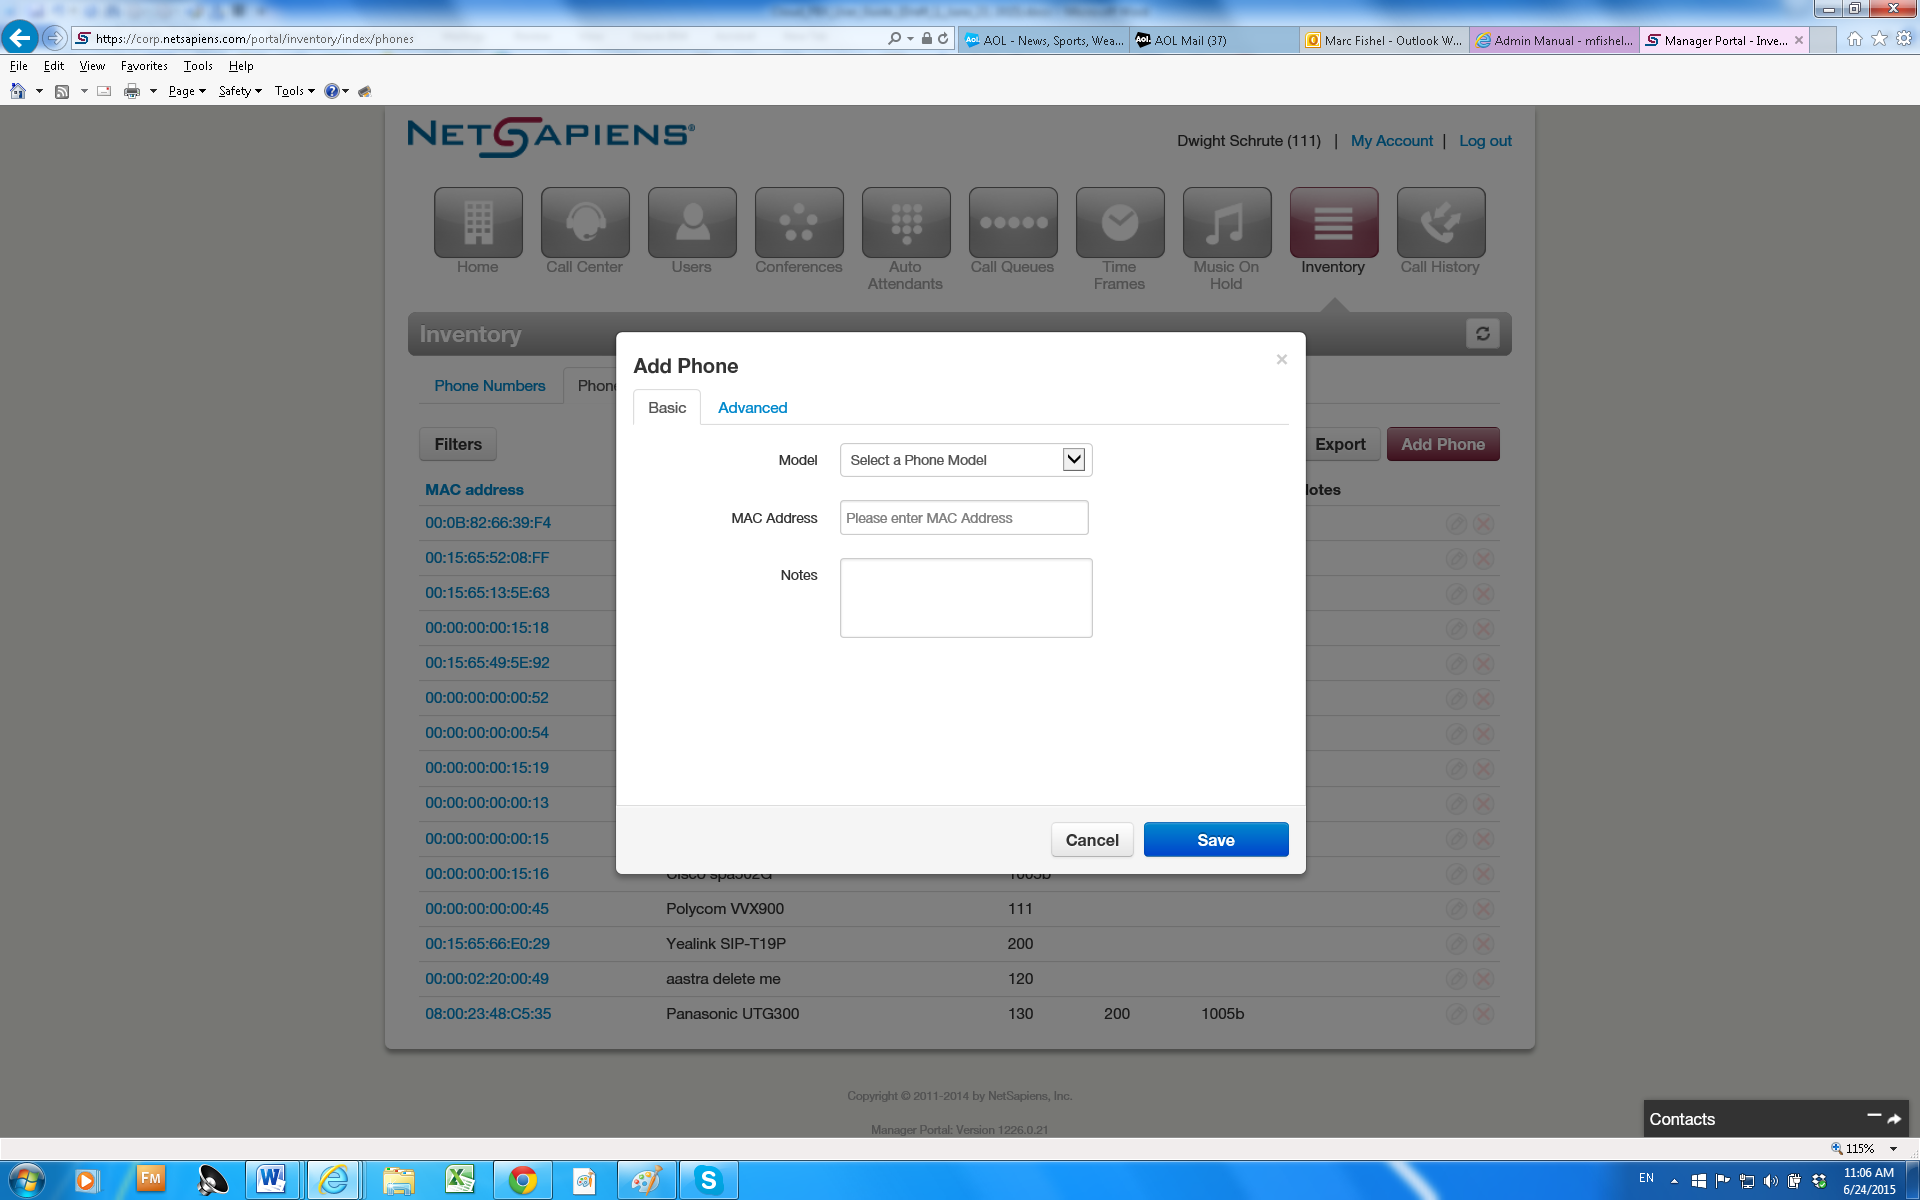 https://corp.netsapiens.com/portal/inventory/index/phones
AOL - News, Sports, Wea...
AOL Mail (37)
Marc Fishel - Outlook W...
Admin Manual - mfishel...
Manager Portal - Inve...
File Edit View Favorites Tools Help
Page Safety Tools
NETSAPIENS®
Dwight Schrute (111) | My Account | Log out
Home
Call Center
Users
Conferences
Auto Attendants
Call Queues
Time Frames
Music On Hold
Inventory
Call History
Inventory
Phone Numbers
Phon
Filters
Export
Add Phone
MAC address
otes
Add Phone
×
Basic
Advanced
Model
Select a Phone Model
MAC Address
Please enter MAC Address
Notes
Cancel
Save
00:0B:82:66:39:F4
00:15:65:52:08:FF
00:15:65:13:5E:63
00:00:00:00:15:18
00:15:65:49:5E:92
00:00:00:00:00:52
00:00:00:00:00:54
00:00:00:00:15:19
00:00:00:00:00:13
00:00:00:00:00:15
00:00:00:00:15:16 Cisco spa502G 1005b
00:00:00:00:00:45 Polycom VVX900 111
00:15:65:66:E0:29 Yealink SIP-T19P 200
00:00:02:20:00:49 aastra delete me 120
08:00:23:48:C5:35 Panasonic UTG300 130 200 1005b
Copyright © 2011-2014 by NetSapiens, Inc.
Manager Portal: Version 1226.0.21
Contacts
115%
FM
EN
11:06 AM
6/24/2015